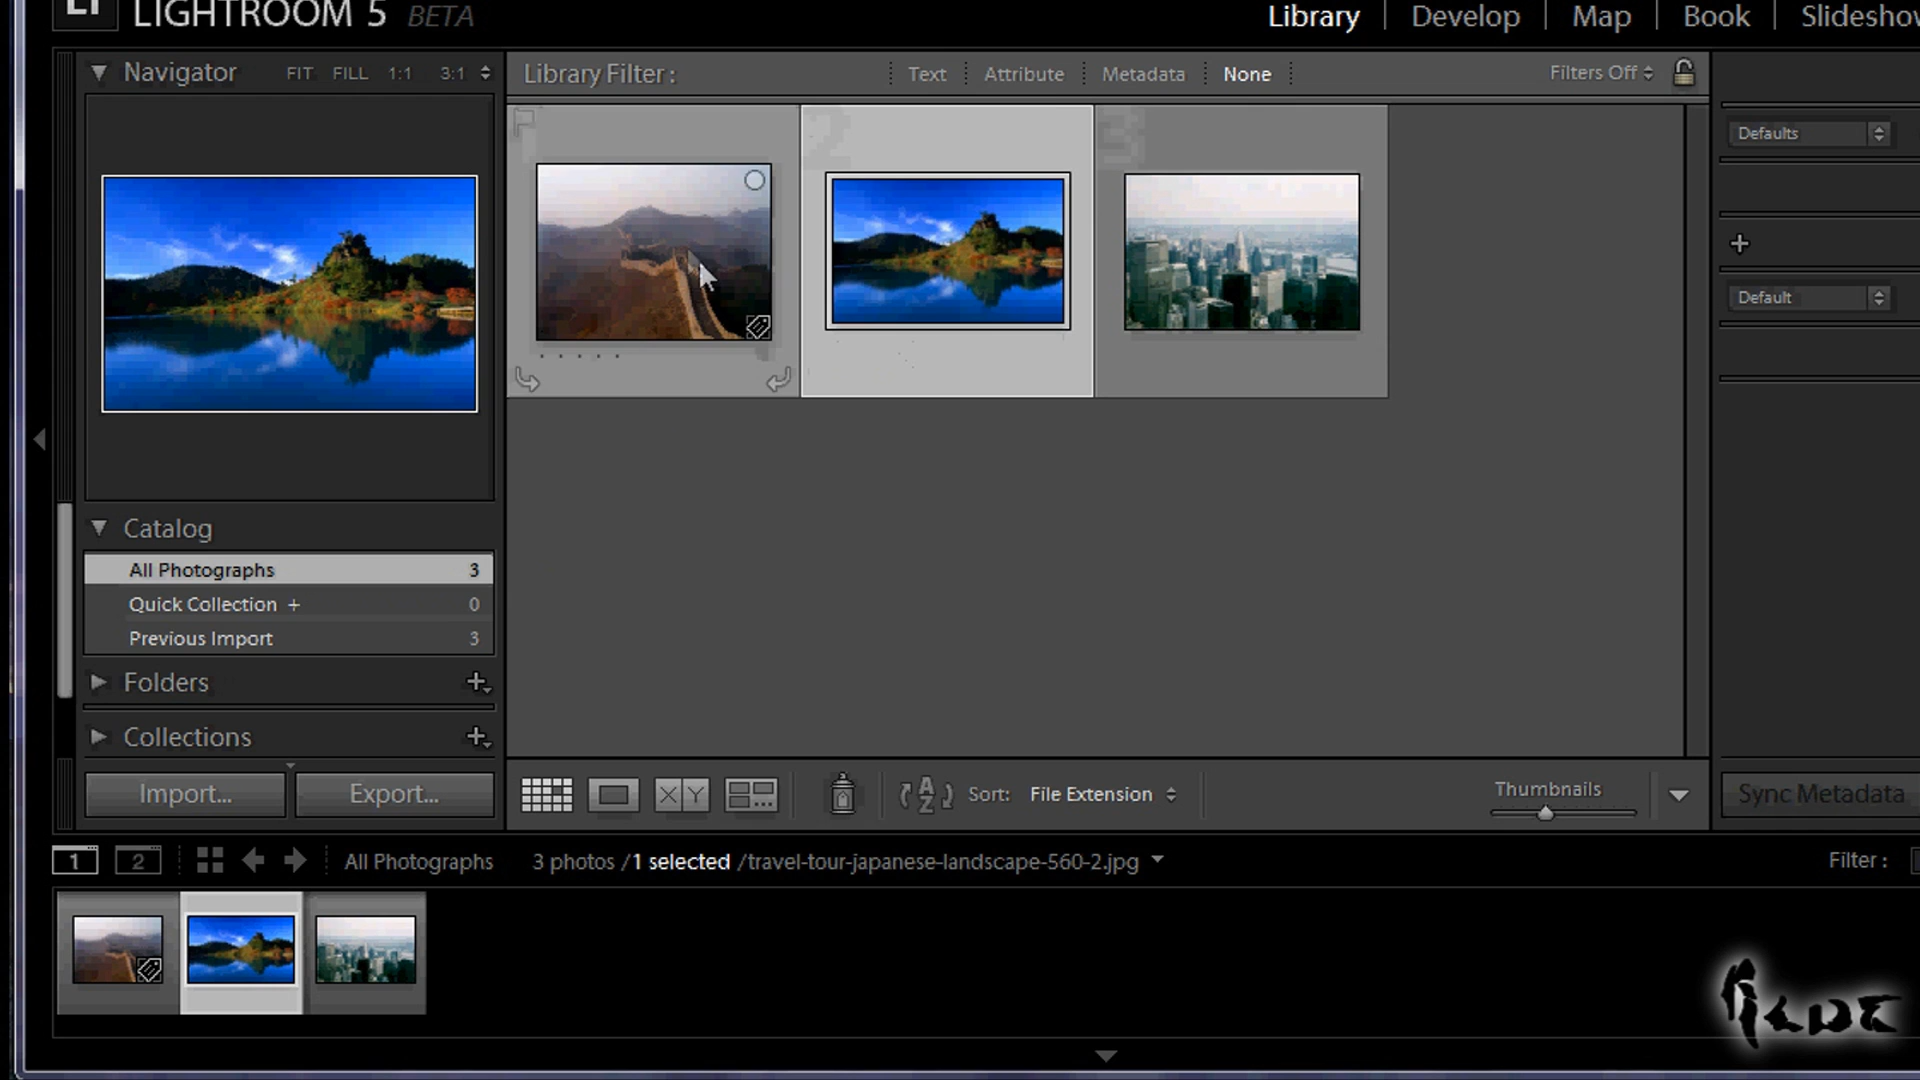 Lr LIGHTROOM 5 BETA
Library | Develop | Map | Book |
Navigator FIT FILL 1:1 3:1
Library Filter : Text Attribute Metadata None Filters Off
Defaults
Default
Catalog
All Photographs 3
Quick Collection + 0
Previous Import 3
Folders
Collections
Import... Export...
XY
AZ Sort: File Extension
Thumbnails
Sync Metadata
1 2 All Photographs 3 photos /1 selected /travel-tour-japanese-landscape-560-2.jpg
Filter :